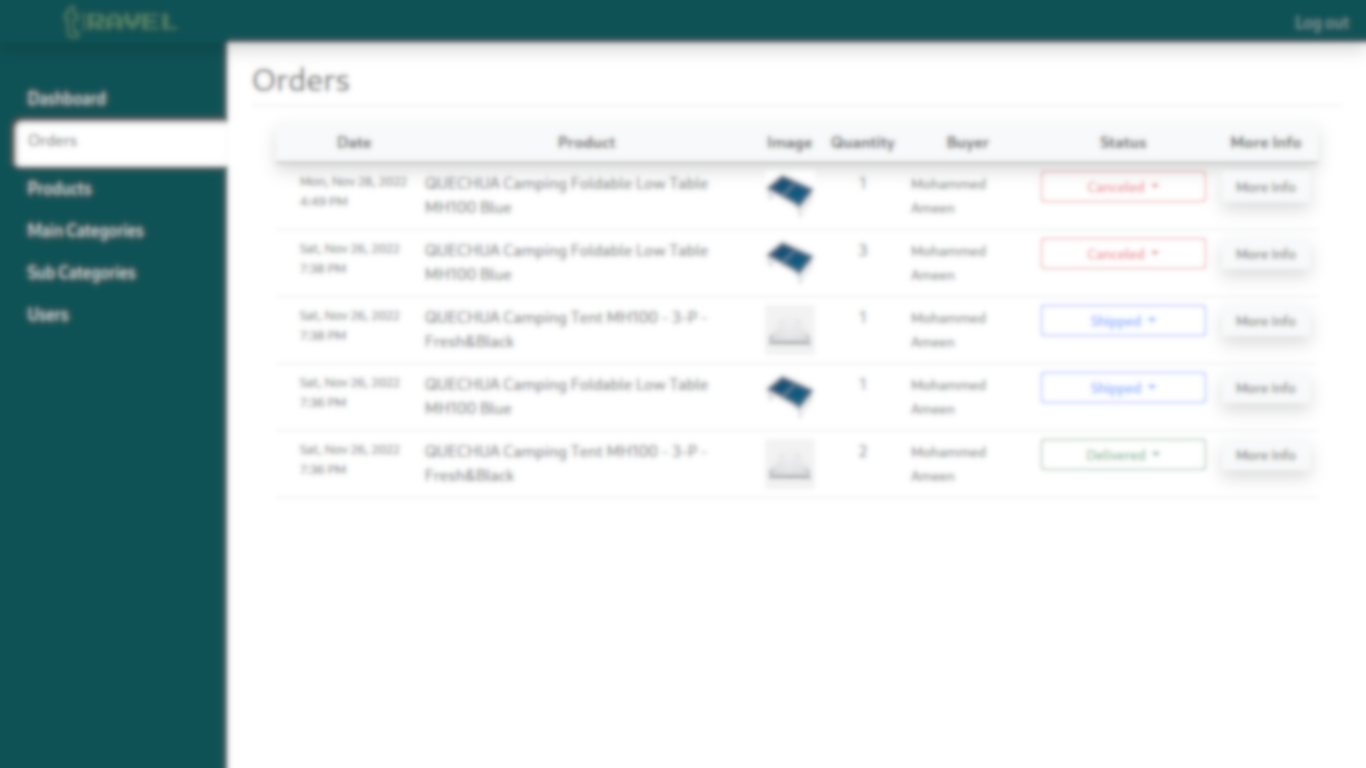 tRAVEL
Log out
Dashboard
Orders
Products
Main Categories
Sub Categories
Users
Orders
Date Product Image Quantity Buyer Status More Info
Mon, Nov 28, 2022 QUECHUA Camping Foldable Low Table 1 Mohammed Canceled More Info
4:49 PM MH100 Blue Ameen
Sat, Nov 26, 2022 QUECHUA Camping Foldable Low Table 3 Mohammed Canceled More Info
7:38 PM MH100 Blue Ameen
Sat, Nov 26, 2022 QUECHUA Camping Tent MH100 - 3-P - 1 Mohammed Shipped More Info
7:38 PM Fresh&Black Ameen
Sat, Nov 26, 2022 QUECHUA Camping Foldable Low Table 1 Mohammed Shipped More Info
7:36 PM MH100 Blue Ameen
Sat, Nov 26, 2022 QUECHUA Camping Tent MH100 - 3-P - 2 Mohammed Delivered More Info
7:36 PM Fresh&Black Ameen